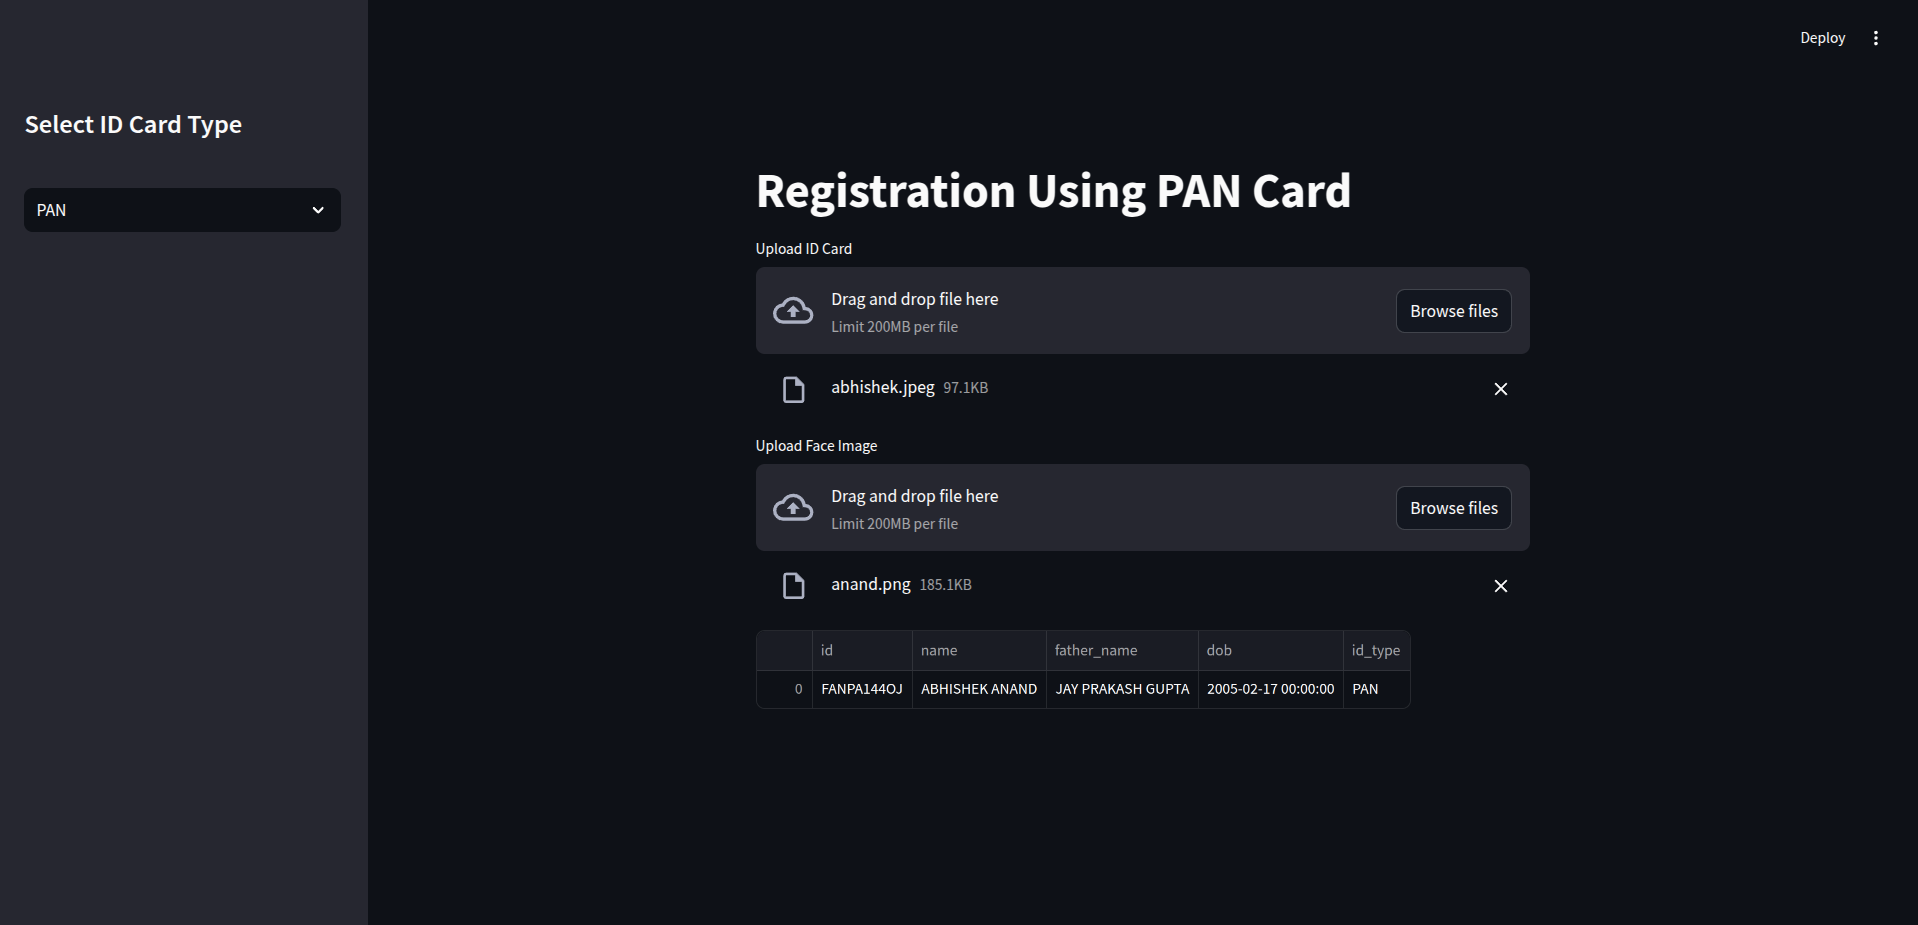 Deploy
Select ID Card Type
PAN
Registration Using PAN Card
Upload ID Card
Drag and drop file here
Limit 200MB per file
Browse files
abhishek.jpeg 97.1KB
Upload Face Image
Drag and drop file here
Limit 200MB per file
Browse files
anand.png 185.1KB
id name father_name dob id_type
0 FANPA144OJ ABHISHEK ANAND JAY PRAKASH GUPTA 2005-02-17 00:00:00 PAN